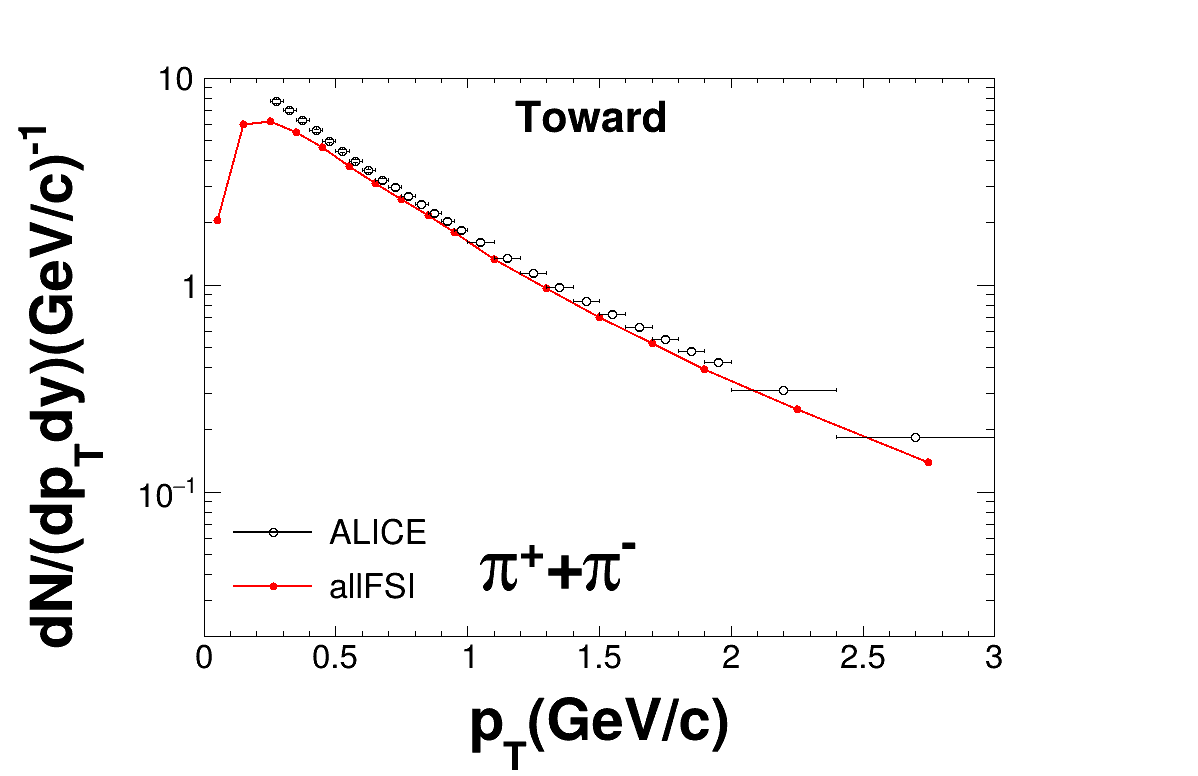 Toward
10
1
10⁻¹
dN/(dp_T dy)(GeV/c)⁻¹
ALICE
allFSI
π⁺+π⁻
0 0.5 1 1.5 2 2.5 3
p_T(GeV/c)